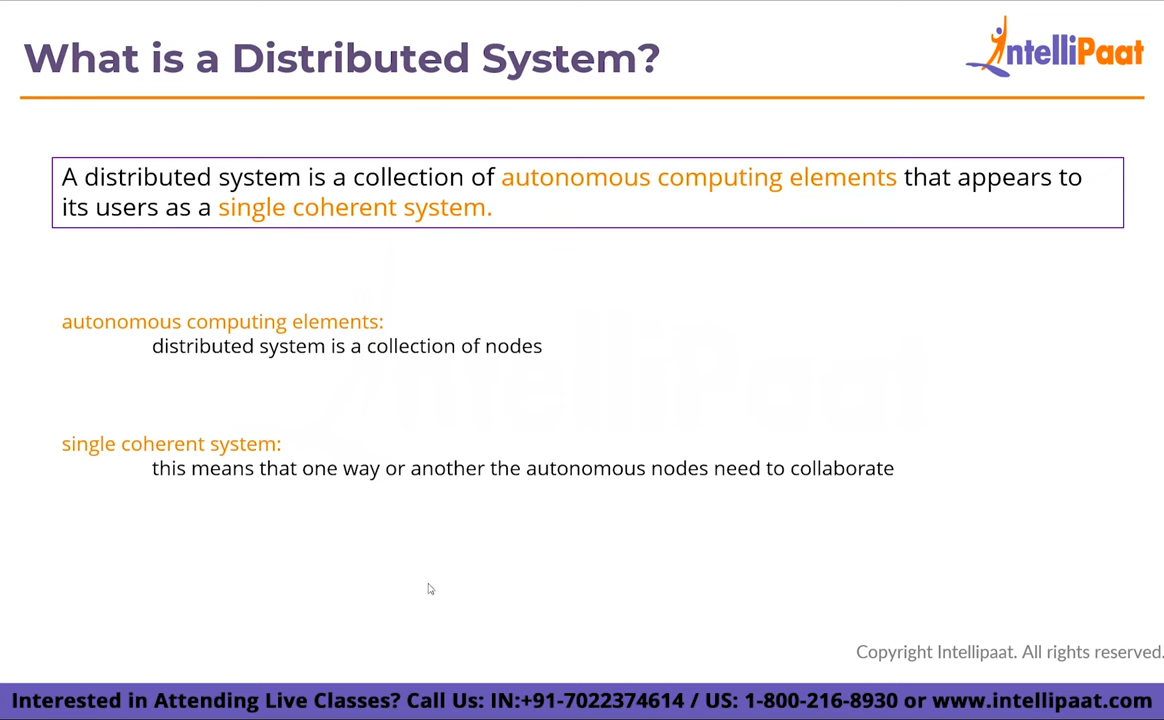 What is a Distributed System?
IntelliPaat
A distributed system is a collection of autonomous computing elements that appears to
its users as a single coherent system.
autonomous computing elements:
distributed system is a collection of nodes
single coherent system:
this means that one way or another the autonomous nodes need to collaborate
IntelliPaat
Copyright Intellipaat. All rights reserved.
Interested in Attending Live Classes? Call Us: IN:+91-7022374614 / US: 1-800-216-8930 or www.intellipaat.com